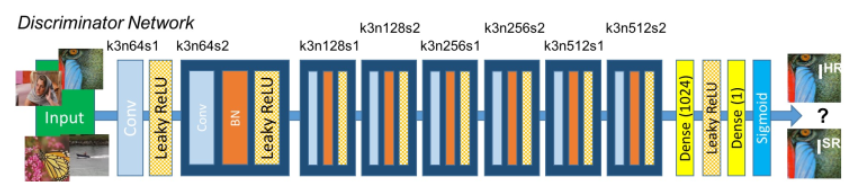 Discriminator Network
k3n64s1
k3n64s2
k3n128s1
k3n128s2
k3n256s1
k3n256s2
k3n512s1
k3n512s2
Input
Conv
Leaky ReLU
Conv
BN
Leaky ReLU
Dense (1024)
Leaky ReLU
Dense (1)
Sigmoid
I^HR
?
I^SR